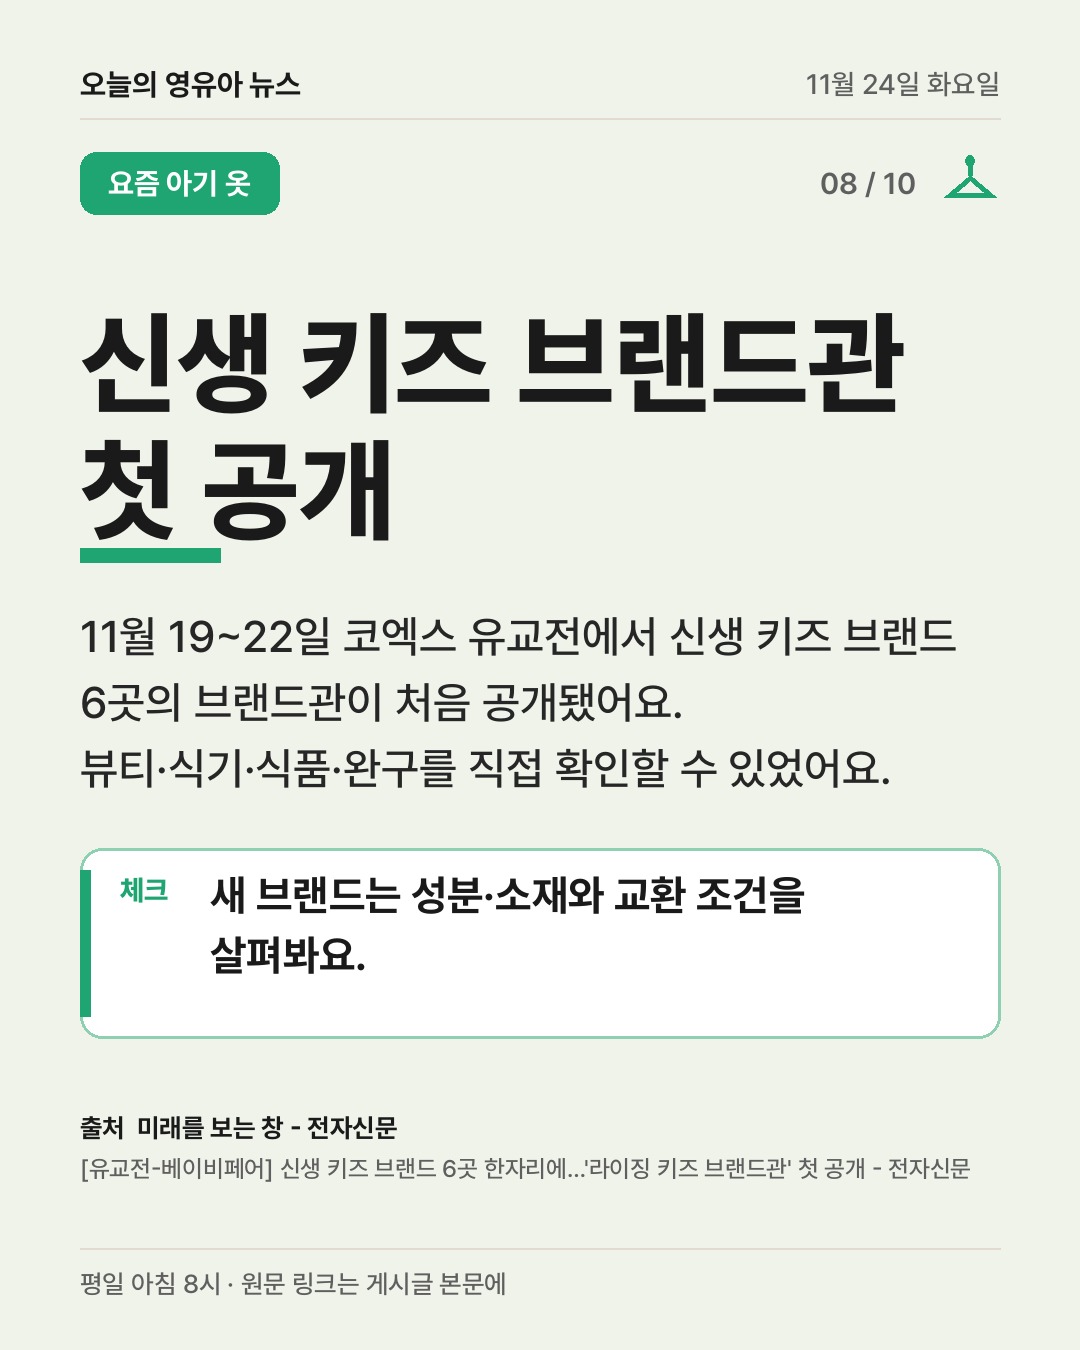 오늘의 영유아 뉴스
11월 24일 화요일
요즘 아기 옷
08 / 10
신생 키즈 브랜드관
첫 공개
11월 19~22일 코엑스 유교전에서 신생 키즈 브랜드
6곳의 브랜드관이 처음 공개됐어요.
뷰티·식기·식품·완구를 직접 확인할 수 있었어요.
체크
새 브랜드는 성분·소재와 교환 조건을
살펴봐요.
출처 미래를 보는 창 - 전자신문
[유교전-베이비페어] 신생 키즈 브랜드 6곳 한자리에...'라이징 키즈 브랜드관' 첫 공개 - 전자신문
평일 아침 8시 · 원문 링크는 게시글 본문에